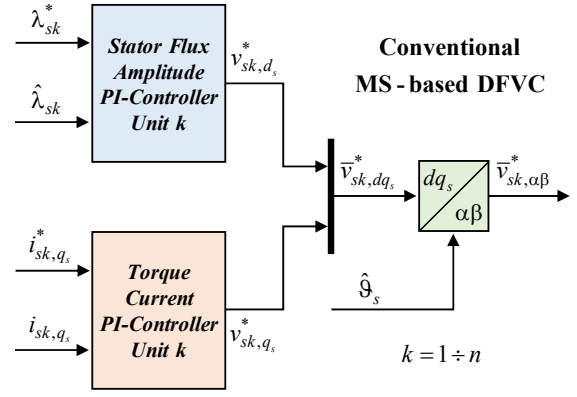 λ*sk
λ̂sk
Stator Flux
Amplitude
PI-Controller
Unit k
v*sk,ds
Conventional
MS - based DFVC
v̅*sk,dqs
dqs
αβ
v̅*sk,αβ
i*sk,qs
isk,qs
Torque
Current
PI-Controller
Unit k
v*sk,qs
ϑ̂s
k = 1 ÷ n